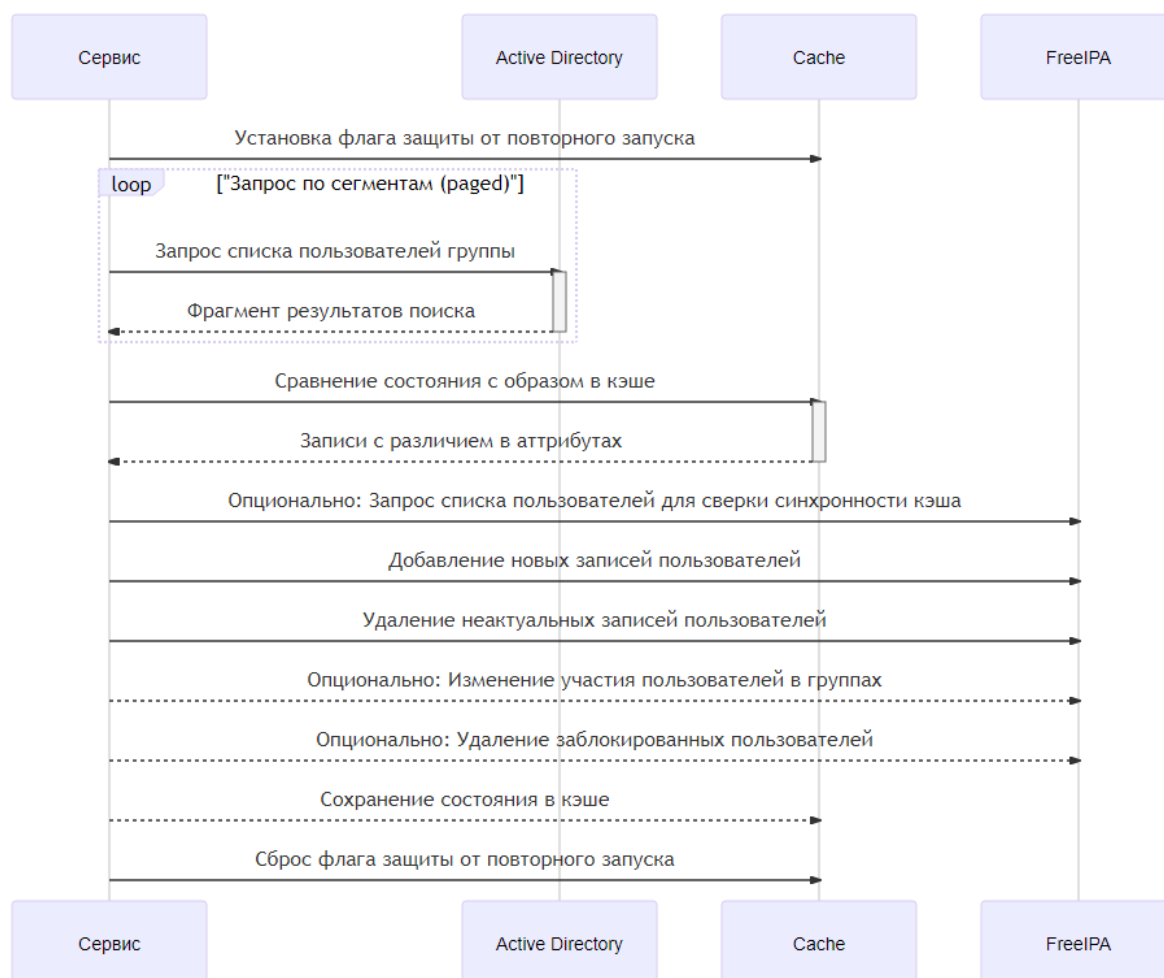 Сервис
Active Directory
Cache
FreeIPA
Установка флага защиты от повторного запуска
loop
["Запрос по сегментам (paged)"]
Запрос списка пользователей группы
Фрагмент результатов поиска
Сравнение состояния с образом в кэше
Записи с различием в аттрибутах
Опционально: Запрос списка пользователей для сверки синхронности кэша
Добавление новых записей пользователей
Удаление неактуальных записей пользователей
Опционально: Изменение участия пользователей в группах
Опционально: Удаление заблокированных пользователей
Сохранение состояния в кэше
Сброс флага защиты от повторного запуска
Сервис
Active Directory
Cache
FreeIPA